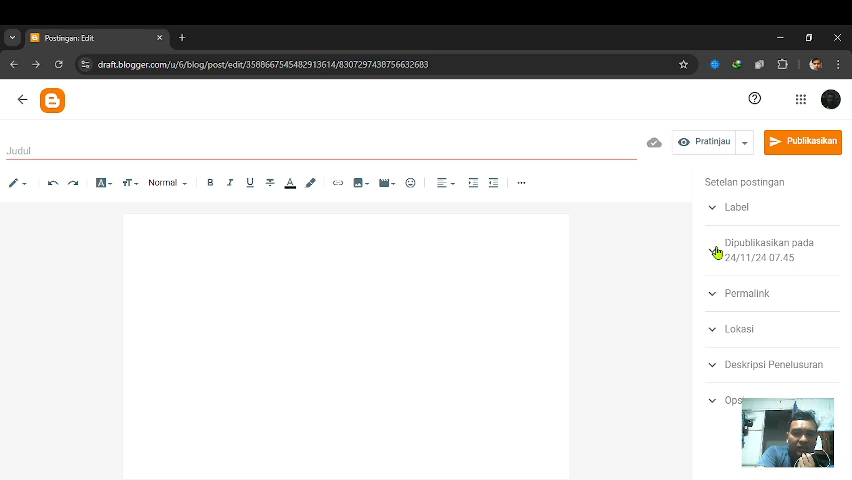 Postingan: Edit
draft.blogger.com/u/6/blog/post/edit/3588667545482913614/8307297438756632683
Judul
Pratinjau
Publikasikan
Normal
B I U
Setelan postingan
Label
Dipublikasikan pada
24/11/24 07.45
Permalink
Lokasi
Deskripsi Penelusuran